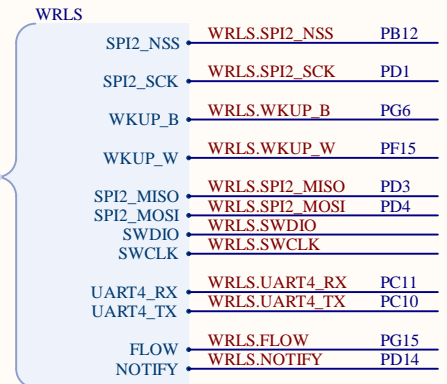 WRLS
SPI2_NSS WRLS.SPI2_NSS PB12
SPI2_SCK WRLS.SPI2_SCK PD1
WKUP_B WRLS.WKUP_B PG6
WKUP_W WRLS.WKUP_W PF15
SPI2_MISO WRLS.SPI2_MISO PD3
SPI2_MOSI WRLS.SPI2_MOSI PD4
SWDIO WRLS.SWDIO
SWCLK WRLS.SWCLK
UART4_RX WRLS.UART4_RX PC11
UART4_TX WRLS.UART4_TX PC10
FLOW WRLS.FLOW PG15
NOTIFY WRLS.NOTIFY PD14